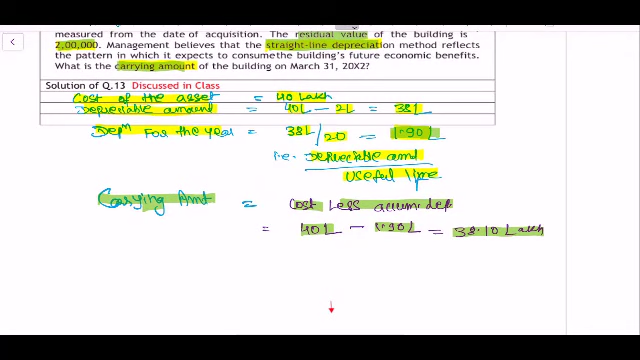 measured from the date of acquisition. The residual value of the building is
2,00,000. Management believes that the straight-line depreciation method reflects
the pattern in which it expects to consume the building's future economic benefits.
What is the carrying amount of the building on March 31, 20X2?
Solution of Q.13 Discussed in Class
Cost of the asset = 40 Lakh
Depreciable amount = 40L - 2L = 38L
Depn For the year = 38L/20 = 1.90L
i.e. Depreciable amt
Useful life
Carrying Amt = Cost less accum. dep
= 40L - 1.90L = 38.10 Lakh